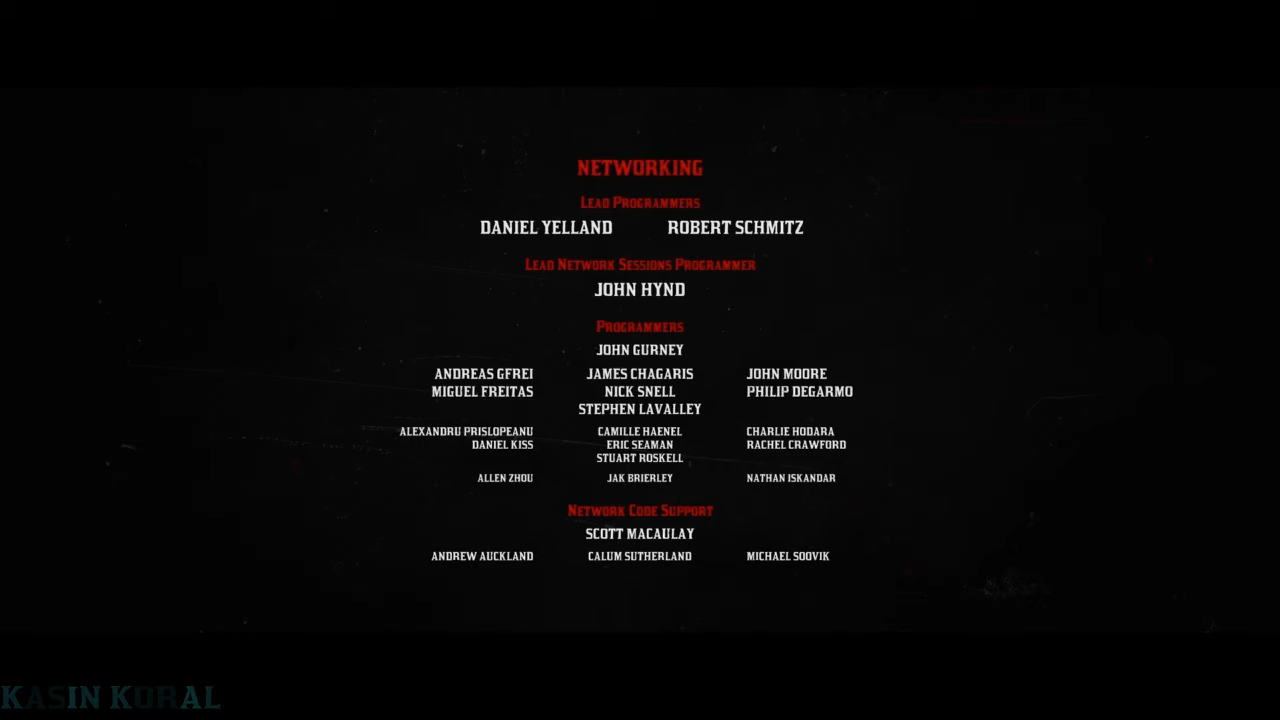 NETWORKING
LEAD PROGRAMMERS
DANIEL YELLAND ROBERT SCHMITZ
LEAD NETWORK SESSIONS PROGRAMMER
JOHN HYND
PROGRAMMERS
JOHN GURNEY
ANDREAS GFREI JAMES CHAGARIS JOHN MOORE
MIGUEL FREITAS NICK SNELL PHILIP DEGARMO
STEPHEN LAVALLEY
ALEXANDRU PRISLOPEANU CAMILLE HAENEL CHARLIE HODARA
DANIEL KISS ERIC SEAMAN RACHEL CRAWFORD
STUART ROSKELL
ALLEN ZHOU JAK BRIERLEY NATHAN ISKANDAR
NETWORK CODE SUPPORT
SCOTT MACAULAY
ANDREW AUCKLAND CALUM SUTHERLAND MICHAEL SOOVIK
KASIN KORAL